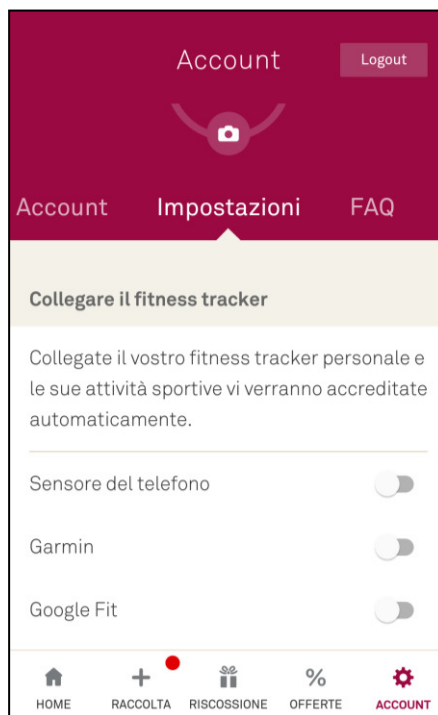 Account
Logout
Account
Impostazioni
FAQ
Collegare il fitness tracker
Collegate il vostro fitness tracker personale e
le sue attività sportive vi verranno accreditate
automaticamente.
Sensore del telefono
Garmin
Google Fit
HOME
RACCOLTA
RISCOSSIONE
OFFERTE
ACCOUNT